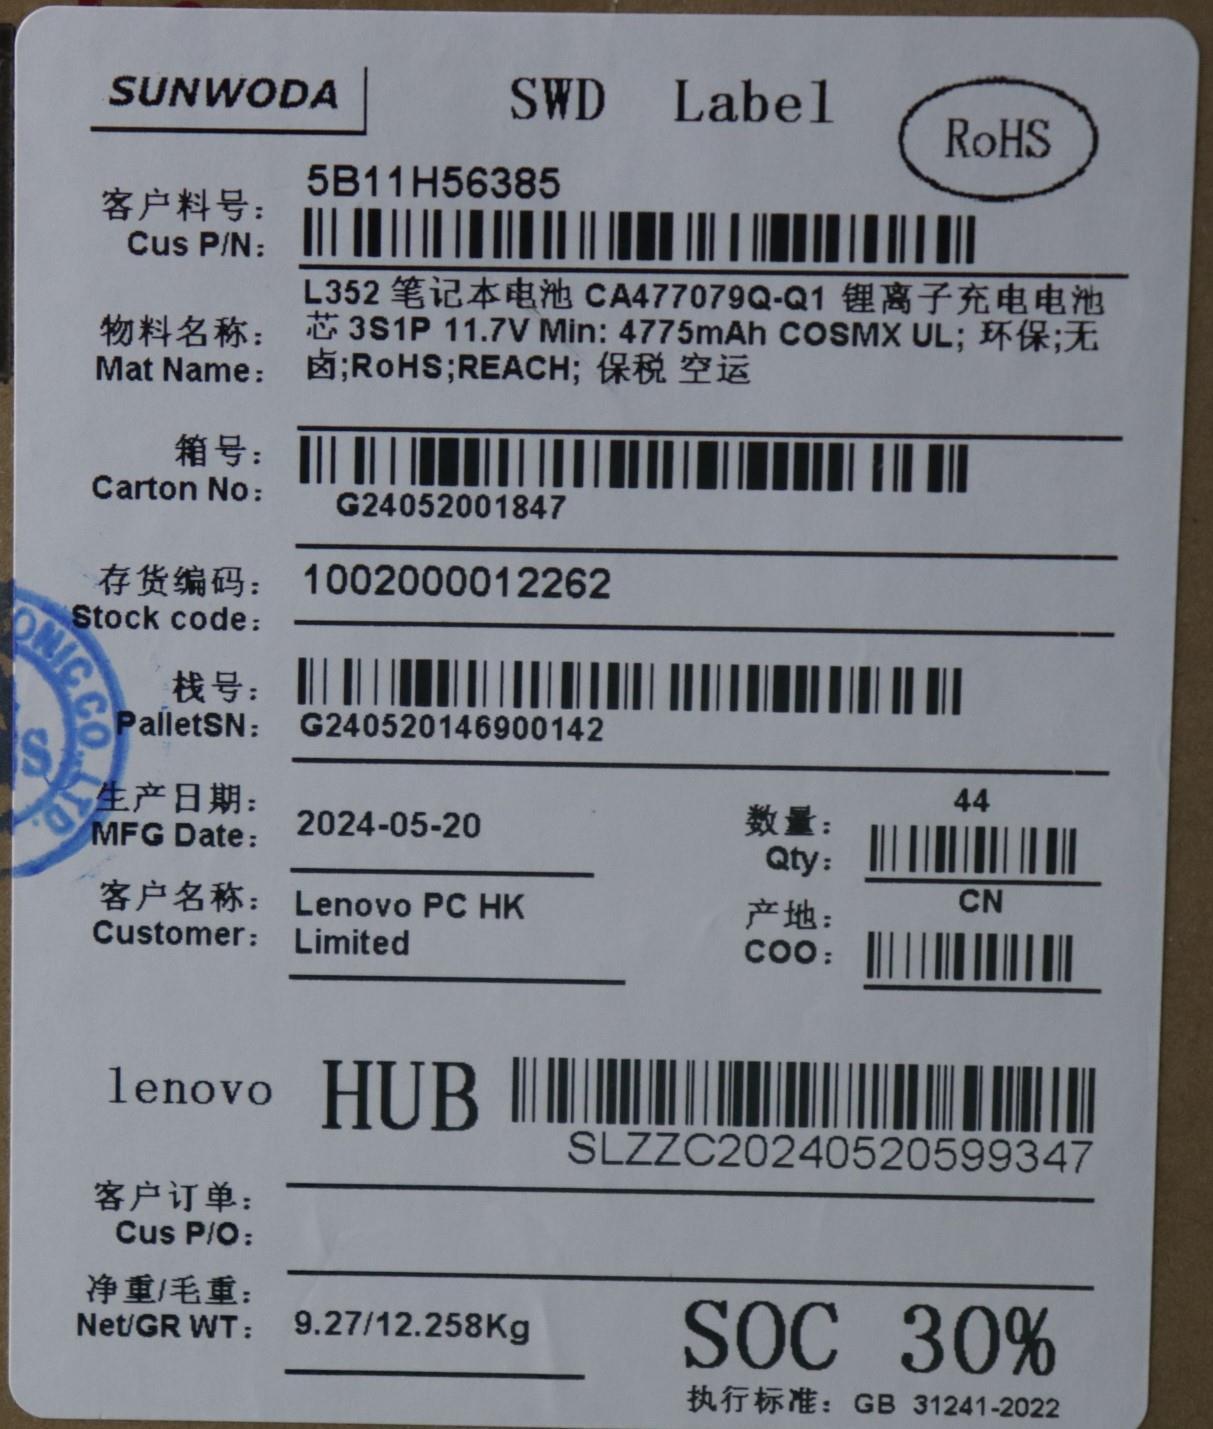 SUNWODA
SWD Label
RoHS
5B11H56385
客户料号：
Cus P/N：
L352 笔记本电池 CA477079Q-Q1 锂离子充电电池
芯 3S1P 11.7V Min: 4775mAh COSMX UL; 环保;无
卤;RoHS;REACH; 保税 空运
物料名称：
Mat Name：
箱号：
Carton No：
G24052001847
存货编码：
Stock code：
1002000012262
栈号：
PalletSN：
G240520146900142
生产日期：
MFG Date：
2024-05-20
数量：
Qty：
44
客户名称：
Customer：
Lenovo PC HK
Limited
产地：
COO：
CN
lenovo HUB
SLZZC20240520599347
客户订单：
Cus P/O：
净重/毛重：
Net/GR WT：
9.27/12.258Kg
SOC 30%
执行标准：GB 31241-2022
ONIC CO., LTD.
S